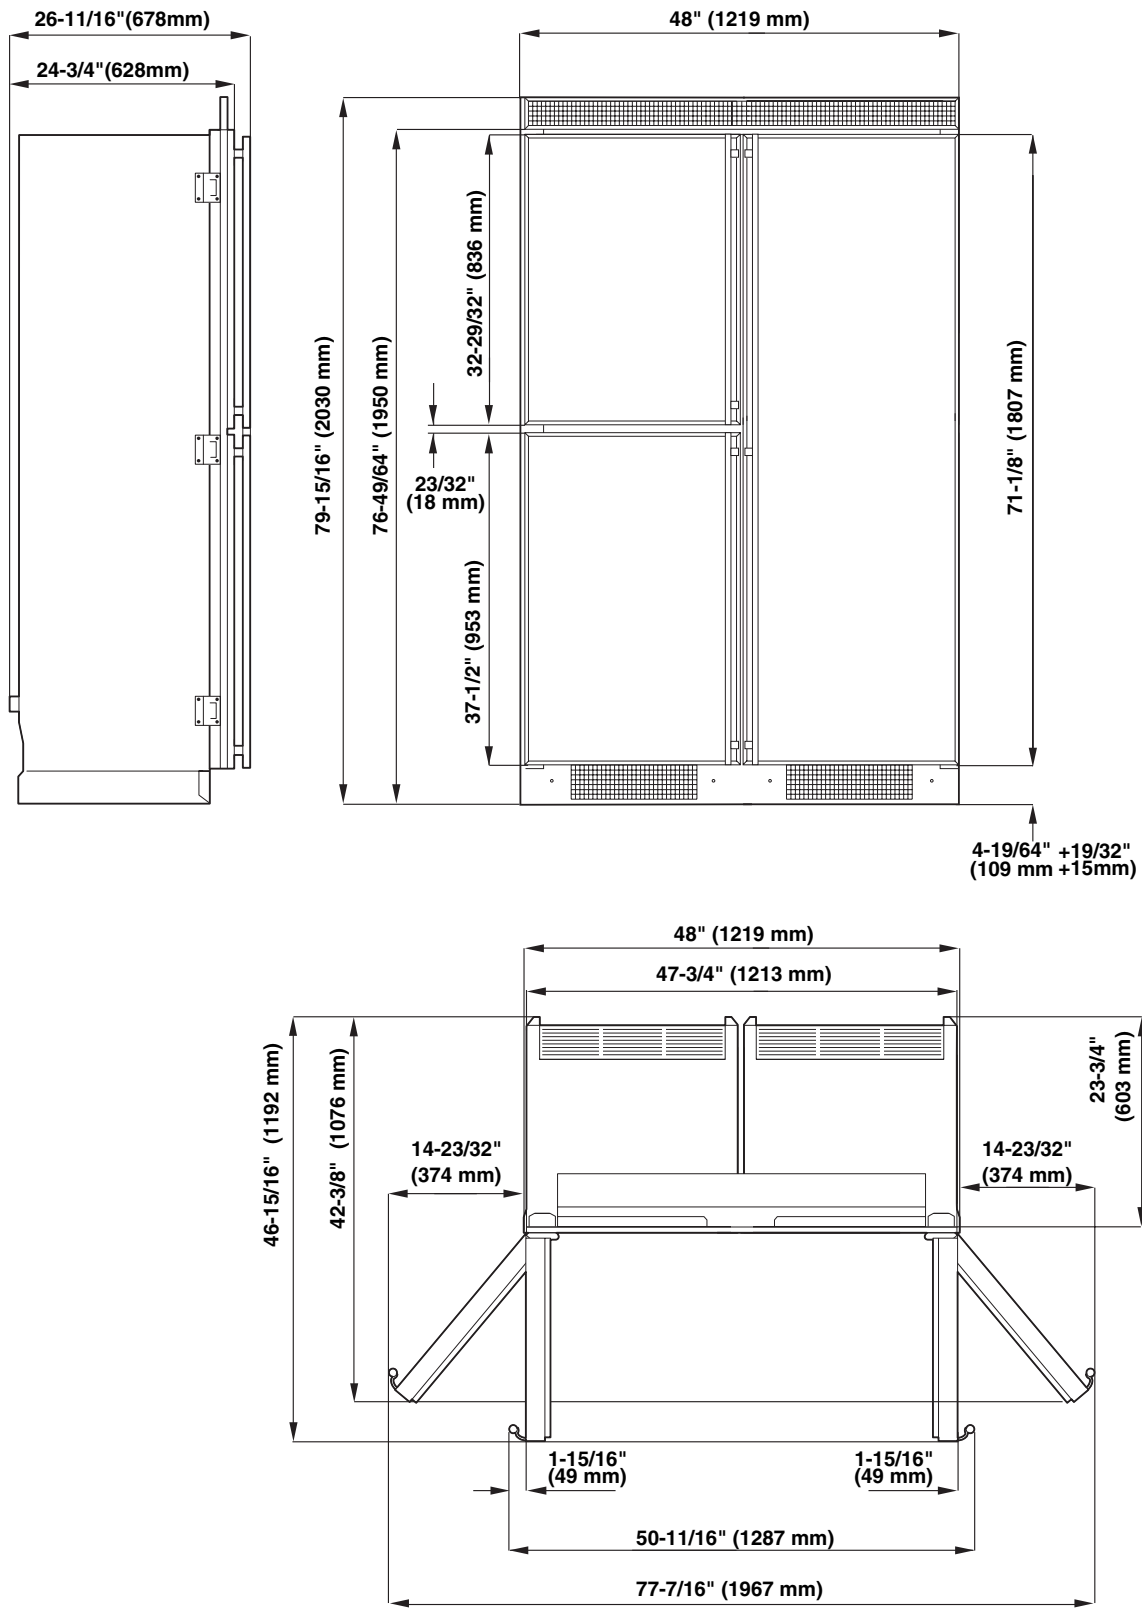 26-11/16"(678mm)
24-3/4"(628mm)
48" (1219 mm)
79-15/16" (2030 mm)
76-49/64" (1950 mm)
32-29/32" (836 mm)
23/32"
(18 mm)
37-1/2" (953 mm)
71-1/8" (1807 mm)
4-19/64" +19/32"
(109 mm +15mm)
48" (1219 mm)
47-3/4" (1213 mm)
46-15/16" (1192 mm)
42-3/8" (1076 mm)
23-3/4"
(603 mm)
14-23/32"
(374 mm)
14-23/32"
(374 mm)
1-15/16"
(49 mm)
1-15/16"
(49 mm)
50-11/16" (1287 mm)
77-7/16" (1967 mm)